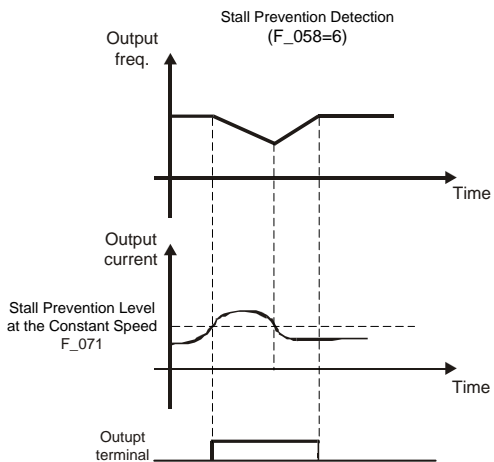 Stall Prevention Detection
(F_058=6)
Output
freq.
Time
Output
current
Stall Prevention Level
at the Constant Speed
F_071
Time
Outupt
terminal